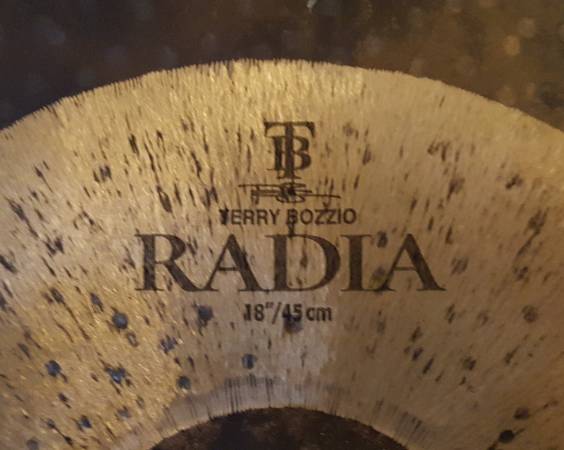 TB
TERRY BOZZIO
RADIA
18"/45cm